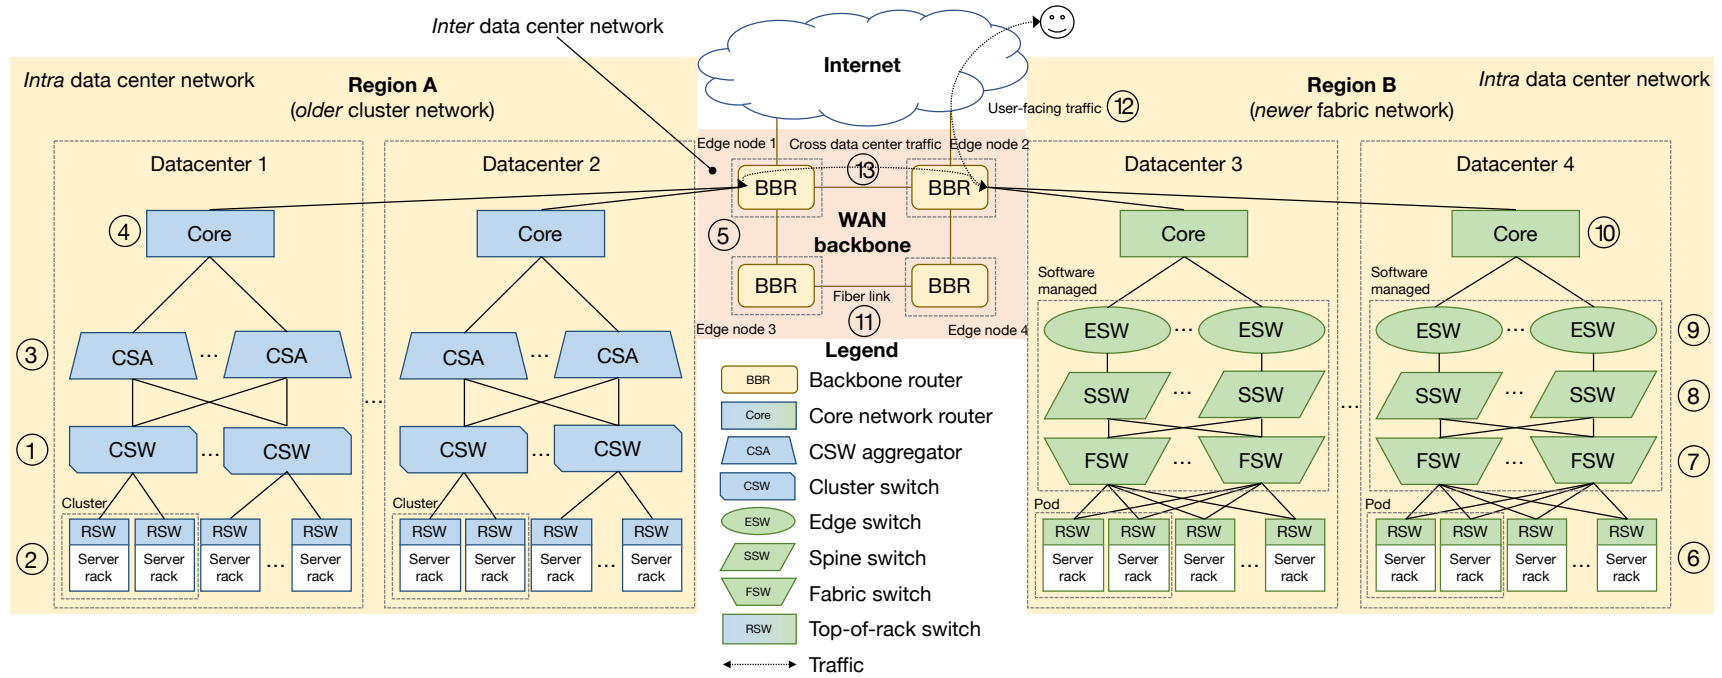 Inter data center network
Intra data center network
Region A
(older cluster network)
Internet
User-facing traffic 12
Region B
(newer fabric network)
Intra data center network
Datacenter 1
Datacenter 2
Edge node 1
Cross data center traffic
Edge node 2
13
BBR
BBR
WAN
backbone
5
BBR
BBR
Fiber link
11
Edge node 3
Edge node 4
Datacenter 3
Datacenter 4
4
Core
Core
Core
Core
10
Software
managed
Software
managed
3
CSA
...
CSA
CSA
...
CSA
ESW
...
ESW
ESW
...
ESW
9
...
SSW
...
SSW
...
SSW
...
SSW
8
1
CSW
...
CSW
CSW
...
CSW
FSW
...
FSW
FSW
...
FSW
7
Cluster
Cluster
Pod
Pod
2
RSW
RSW
RSW
RSW
Server
rack
Server
rack
Server
rack
...
Server
rack
RSW
RSW
RSW
RSW
Server
rack
Server
rack
Server
rack
...
Server
rack
RSW
RSW
RSW
RSW
Server
rack
Server
rack
Server
rack
...
Server
rack
RSW
RSW
RSW
RSW
Server
rack
Server
rack
Server
rack
...
Server
rack
6
Legend
BBR Backbone router
Core Core network router
CSA CSW aggregator
CSW Cluster switch
ESW Edge switch
SSW Spine switch
FSW Fabric switch
RSW Top-of-rack switch
Traffic